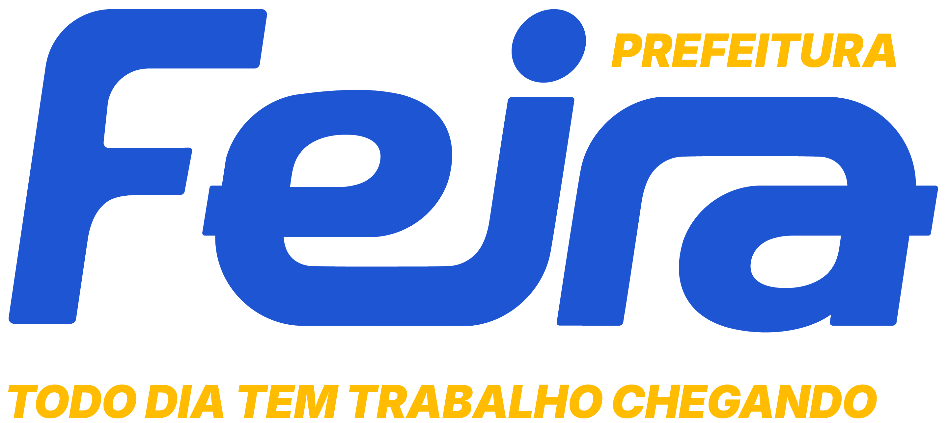 PREFEITURA
Feira
TODO DIA TEM TRABALHO CHEGANDO